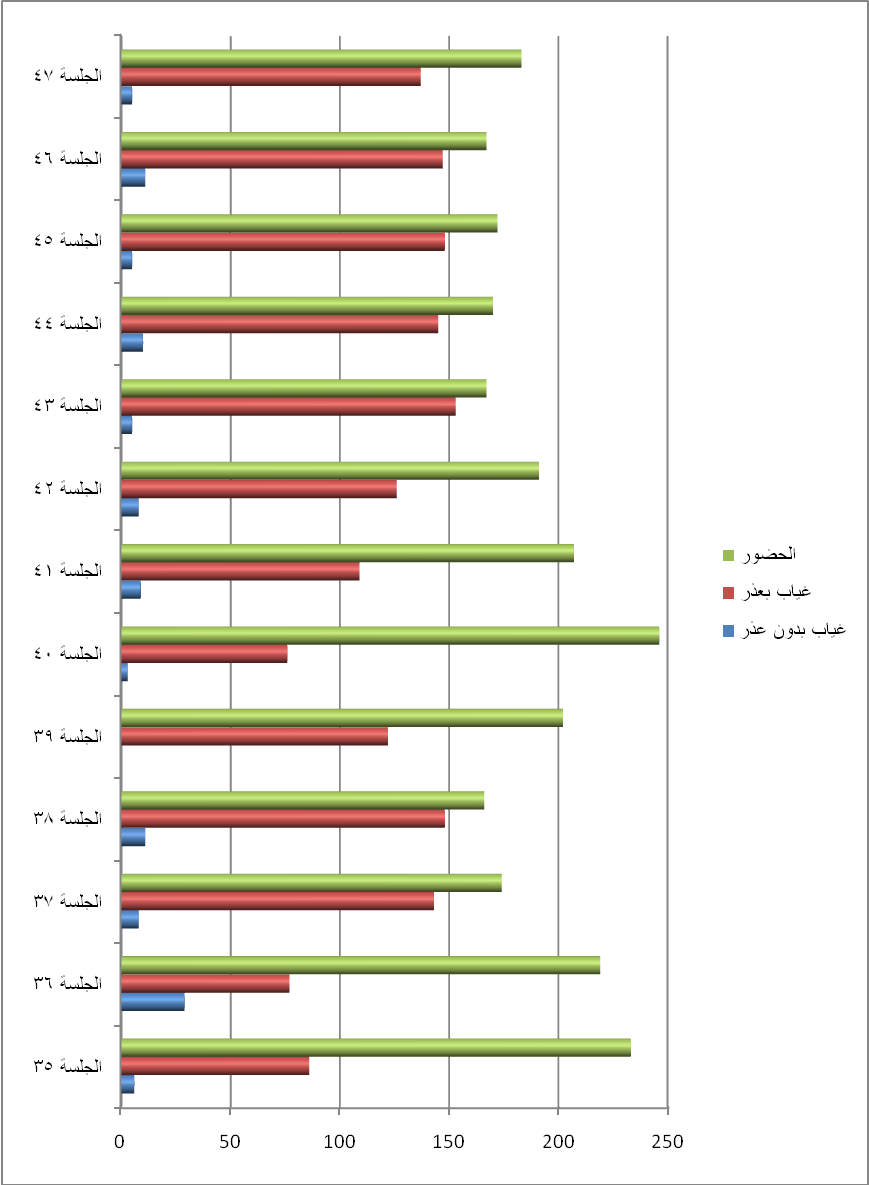 الجلسة ٤٧
الجلسة ٤٦
الجلسة ٤٥
الجلسة ٤٤
الجلسة ٤٣
الجلسة ٤٢
الجلسة ٤١
الجلسة ٤٠
الجلسة ٣٩
الجلسة ٣٨
الجلسة ٣٧
الجلسة ٣٦
الجلسة ٣٥
0 50 100 150 200 250
الحضور
غياب بعذر
غياب بدون عذر